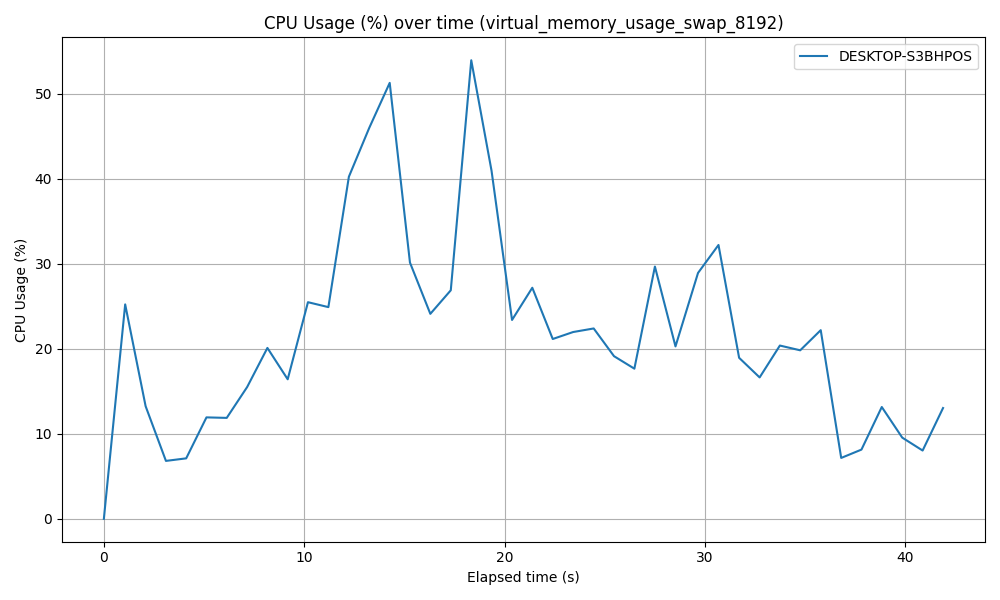 CPU Usage (%) over time (virtual_memory_usage_swap_8192)
DESKTOP-S3BHPOS
CPU Usage (%)
50
40
30
20
10
0
0 10 20 30 40
Elapsed time (s)